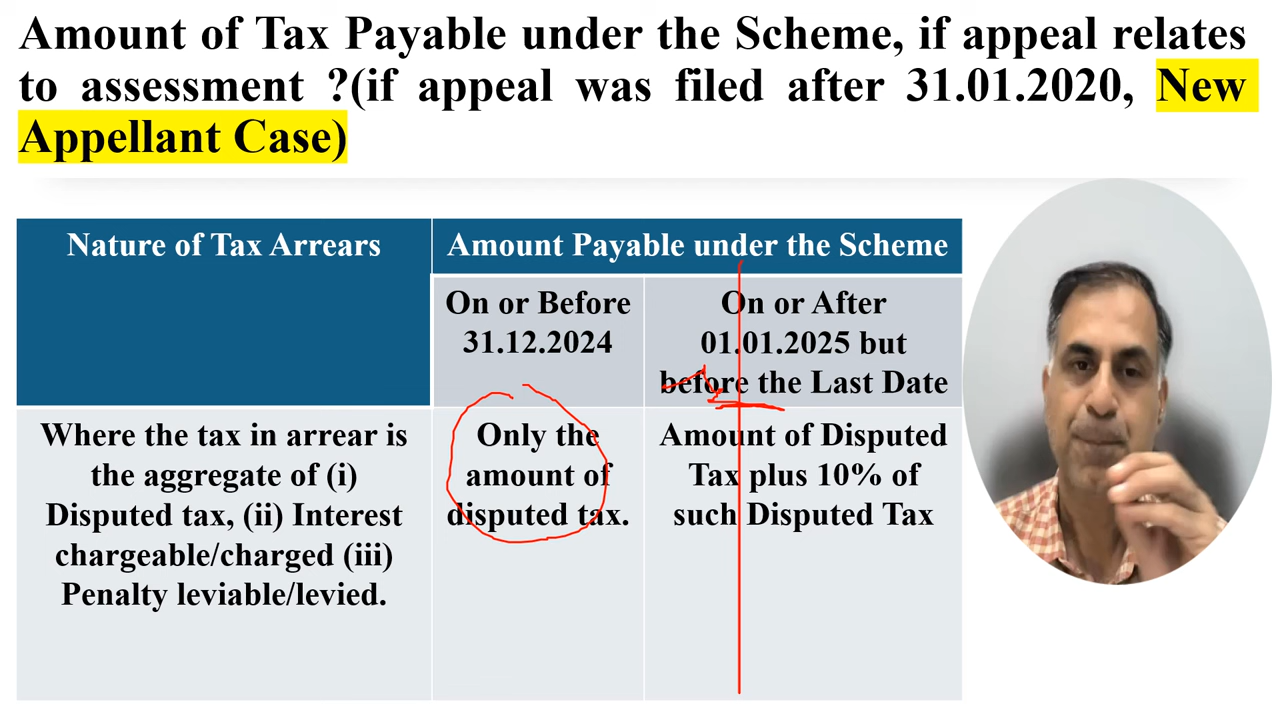 Amount of Tax Payable under the Scheme, if appeal relates
to assessment ?(if appeal was filed after 31.01.2020, New
Appellant Case)
Nature of Tax Arrears
Amount Payable under the Scheme
On or Before
31.12.2024
On or After
01.01.2025 but
before the Last Date
Where the tax in arrear is
the aggregate of (i)
Disputed tax, (ii) Interest
chargeable/charged (iii)
Penalty leviable/levied.
Only the
amount of
disputed tax.
Amount of Disputed
Tax plus 10% of
such Disputed Tax